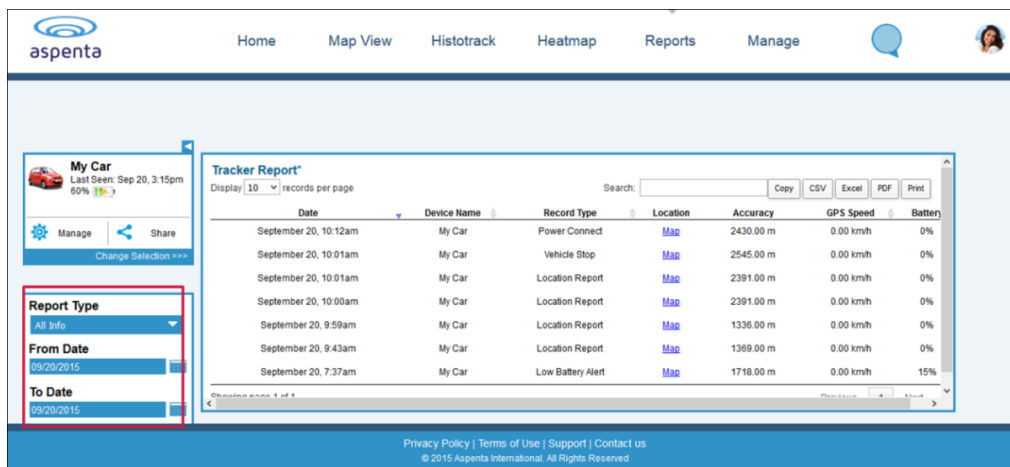 aspenta
Home Map View Histotrack Heatmap Reports Manage
My Car
Last Seen: Sep 20, 3:15pm
60%
Manage Share
Change Selection >>>
Report Type
All Info
From Date
09/20/2015
To Date
09/20/2015
Tracker Report"
Display 10 records per page Search: Copy CSV Excel PDF Print
Date Device Name Record Type Location Accuracy GPS Speed Battery
September 20, 10:12am My Car Power Connect Map 2430.00 m 0.00 km/h 0%
September 20, 10:01am My Car Vehicle Stop Map 2545.00 m 0.00 km/h 0%
September 20, 10:01am My Car Location Report Map 2391.00 m 0.00 km/h 0%
September 20, 10:00am My Car Location Report Map 2391.00 m 0.00 km/h 0%
September 20, 9:59am My Car Location Report Map 1336.00 m 0.00 km/h 0%
September 20, 9:43am My Car Location Report Map 1369.00 m 0.00 km/h 0%
September 20, 7:37am My Car Low Battery Alert Map 1718.00 m 0.00 km/h 15%
Showing page 1 of 1 Previous 1 Next
Privacy Policy | Terms of Use | Support | Contact us
© 2015 Aspenta International. All Rights Reserved